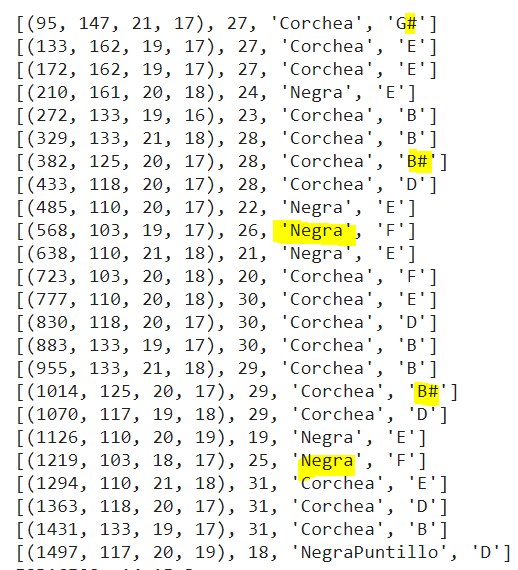 [(95, 147, 21, 17), 27, 'Corchea', 'G#']
[(133, 162, 19, 17), 27, 'Corchea', 'E']
[(172, 162, 19, 17), 27, 'Corchea', 'E']
[(210, 161, 20, 18), 24, 'Negra', 'E']
[(272, 133, 19, 16), 23, 'Corchea', 'B']
[(329, 133, 21, 18), 28, 'Corchea', 'B']
[(382, 125, 20, 17), 28, 'Corchea', 'B#']
[(433, 118, 20, 17), 28, 'Corchea', 'D']
[(485, 110, 20, 17), 22, 'Negra', 'E']
[(568, 103, 19, 17), 26, 'Negra', 'F']
[(638, 110, 21, 18), 21, 'Negra', 'E']
[(723, 103, 20, 18), 20, 'Corchea', 'F']
[(777, 110, 20, 18), 30, 'Corchea', 'E']
[(830, 118, 20, 17), 30, 'Corchea', 'D']
[(883, 133, 19, 17), 30, 'Corchea', 'B']
[(955, 133, 21, 18), 29, 'Corchea', 'B']
[(1014, 125, 20, 17), 29, 'Corchea', 'B#']
[(1070, 117, 19, 18), 29, 'Corchea', 'D']
[(1126, 110, 20, 19), 19, 'Negra', 'E']
[(1219, 103, 18, 17), 25, 'Negra', 'F']
[(1294, 110, 21, 18), 31, 'Corchea', 'E']
[(1363, 118, 20, 17), 31, 'Corchea', 'D']
[(1431, 133, 19, 17), 31, 'Corchea', 'B']
[(1497, 117, 20, 19), 18, 'NegraPuntillo', 'D']